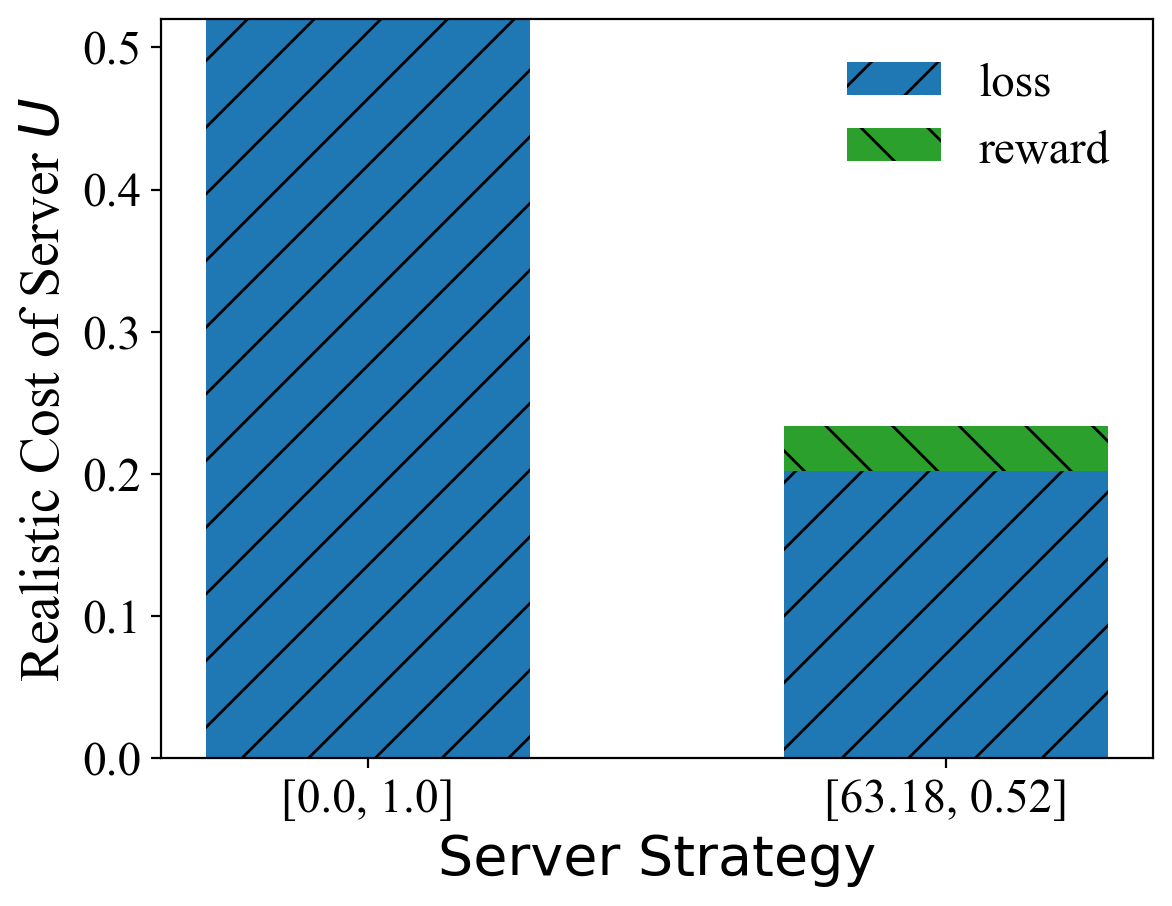 Realistic Cost of Server U
0.5
0.4
0.3
0.2
0.1
0.0
loss
reward
[0.0, 1.0]
[63.18, 0.52]
Server Strategy